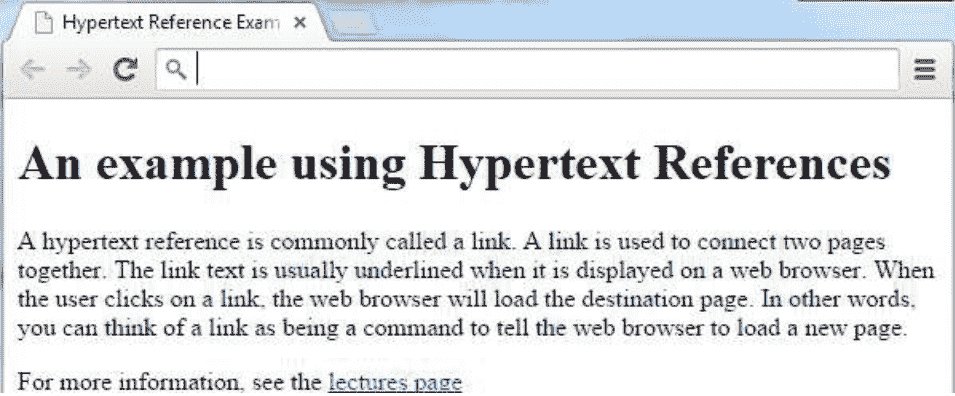 Hypertext Reference Exam
An example using Hypertext References
A hypertext reference is commonly called a link. A link is used to connect two pages
together. The link text is usually underlined when it is displayed on a web browser. When
the user clicks on a link, the web browser will load the destination page. In other words,
you can think of a link as being a command to tell the web browser to load a new page.
For more information, see the lectures page